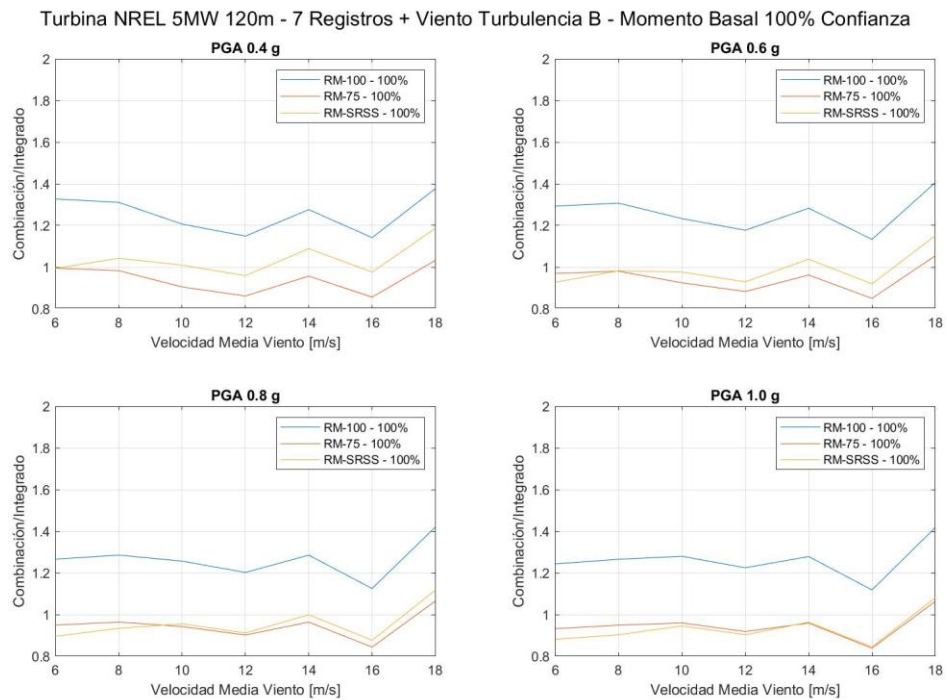 Turbina NREL 5MW 120m - 7 Registros + Viento Turbulencia B - Momento Basal 100% Confianza
PGA 0.4 g
2
1.8
1.6
1.4
1.2
1
0.8
Combinación/Integrado
RM-100 - 100%
RM-75 - 100%
RM-SRSS - 100%
6 8 10 12 14 16 18
Velocidad Media Viento [m/s]
PGA 0.6 g
2
1.8
1.6
1.4
1.2
1
0.8
Combinación/Integrado
RM-100 - 100%
RM-75 - 100%
RM-SRSS - 100%
6 8 10 12 14 16 18
Velocidad Media Viento [m/s]
PGA 0.8 g
2
1.8
1.6
1.4
1.2
1
0.8
Combinación/Integrado
RM-100 - 100%
RM-75 - 100%
RM-SRSS - 100%
6 8 10 12 14 16 18
Velocidad Media Viento [m/s]
PGA 1.0 g
2
1.8
1.6
1.4
1.2
1
0.8
Combinación/Integrado
RM-100 - 100%
RM-75 - 100%
RM-SRSS - 100%
6 8 10 12 14 16 18
Velocidad Media Viento [m/s]